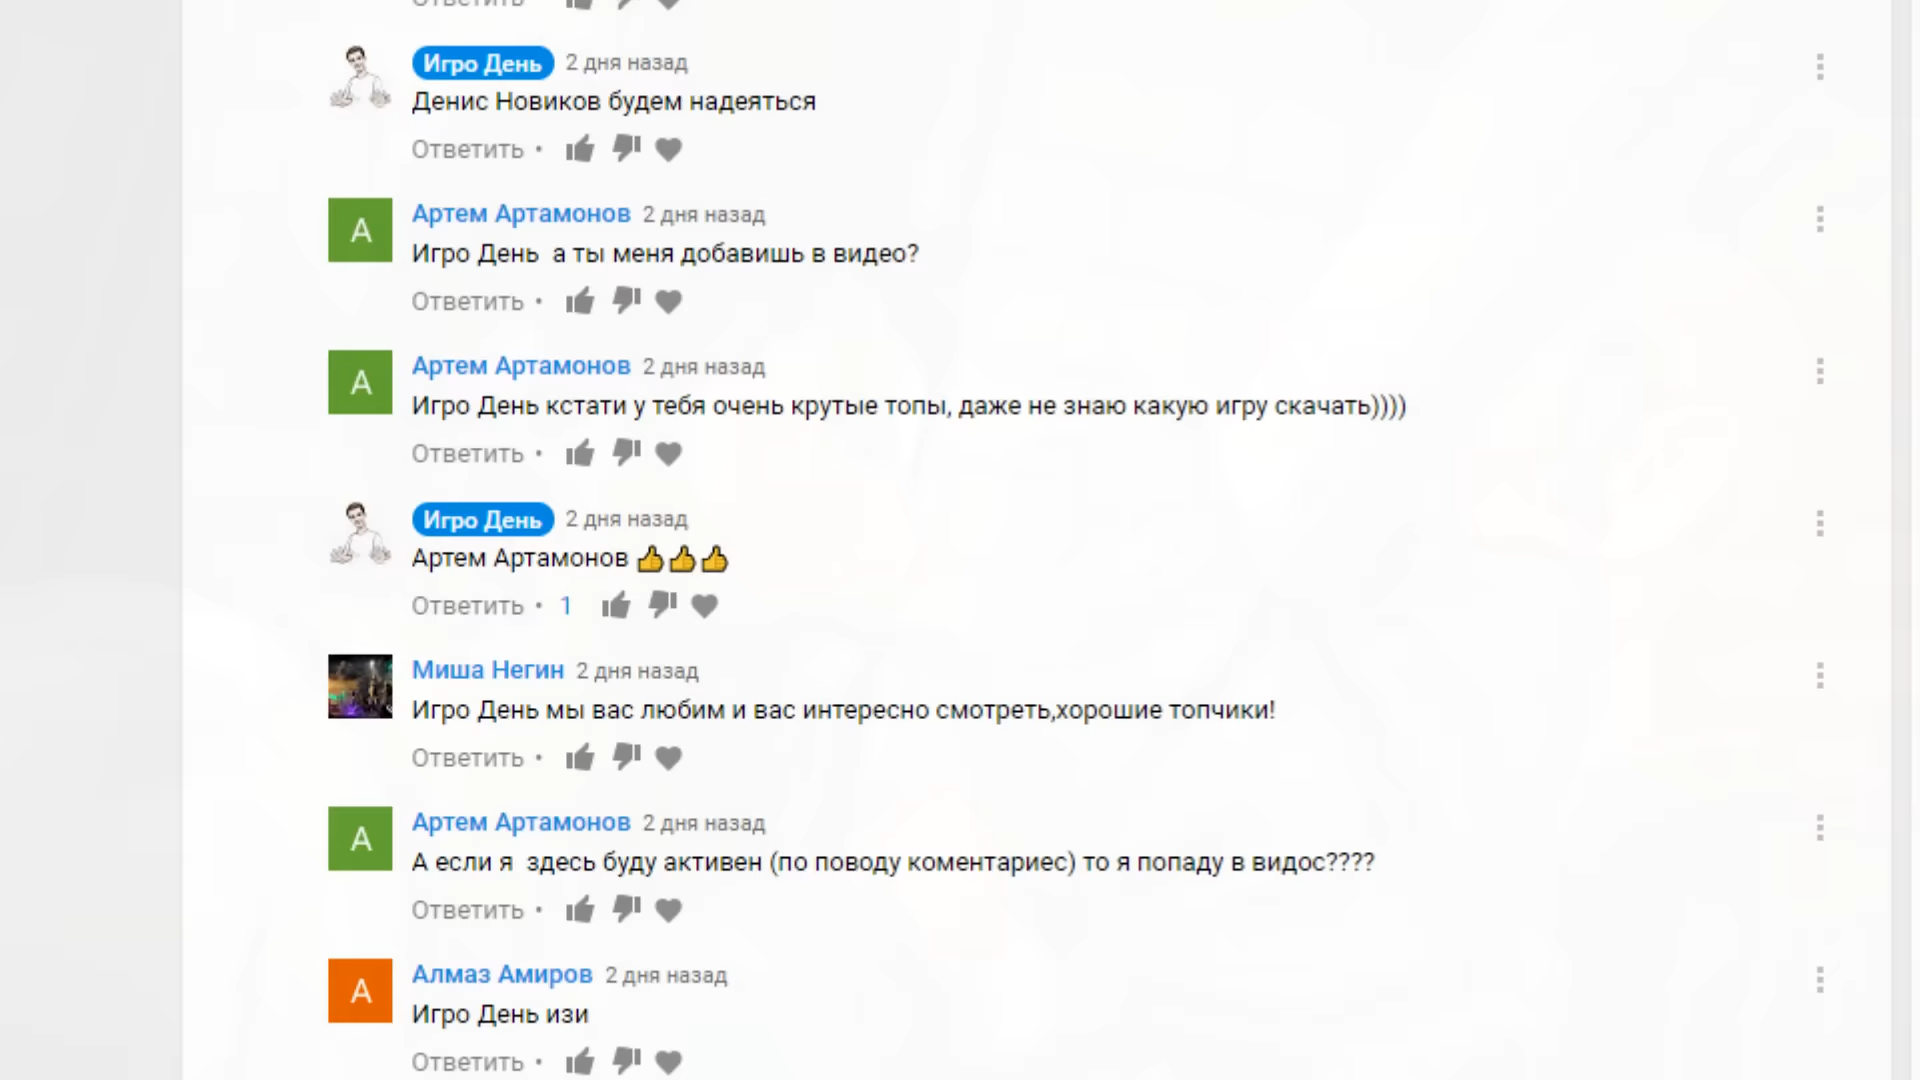 Ответить
Игро День 2 дня назад
Денис Новиков будем надеяться
Ответить •
А Артем Артамонов 2 дня назад
Игро День а ты меня добавишь в видео?
Ответить •
А Артем Артамонов 2 дня назад
Игро День кстати у тебя очень крутые топы, даже не знаю какую игру скачать))))
Ответить •
Игро День 2 дня назад
Артем Артамонов 👍👍👍
Ответить • 1
Миша Негин 2 дня назад
Игро День мы вас любим и вас интересно смотреть,хорошие топчики!
Ответить •
А Артем Артамонов 2 дня назад
А если я здесь буду активен (по поводу коментариес) то я попаду в видос????
Ответить •
А Алмаз Амиров 2 дня назад
Игро День изи
Ответить •